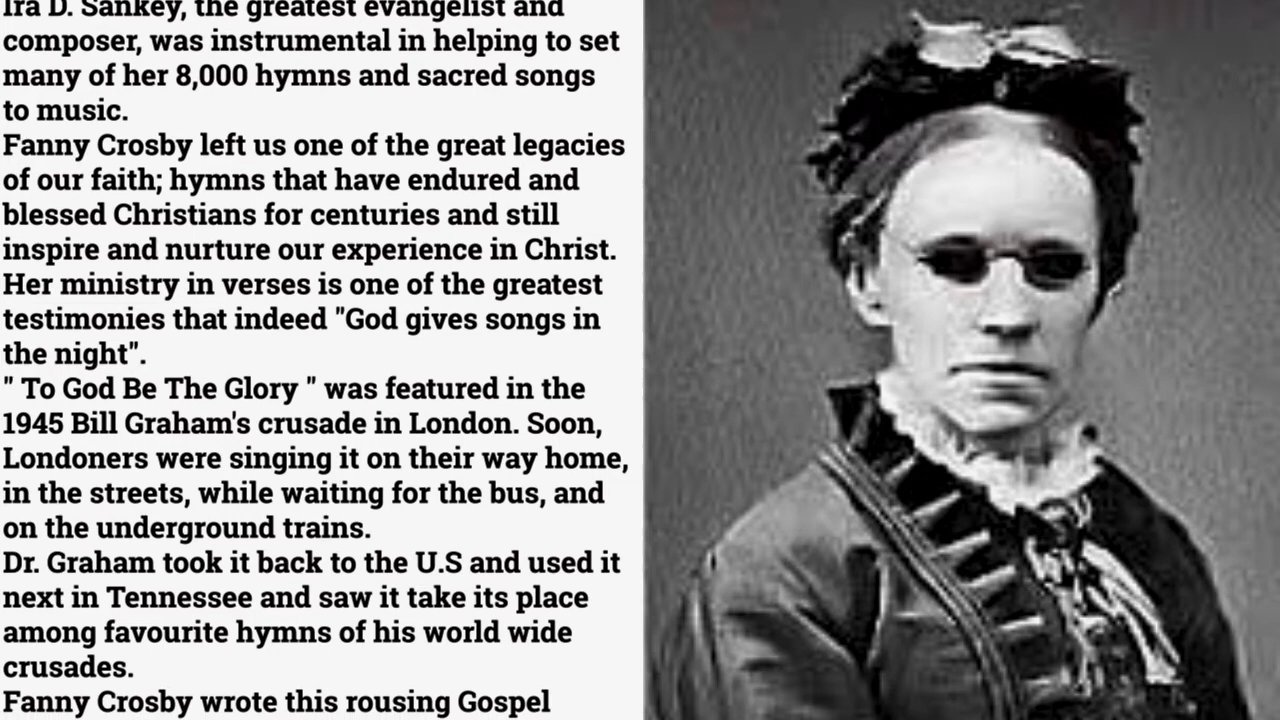 Ira D. Sankey, the greatest evangelist and
composer, was instrumental in helping to set
many of her 8,000 hymns and sacred songs
to music.
Fanny Crosby left us one of the great legacies
of our faith; hymns that have endured and
blessed Christians for centuries and still
inspire and nurture our experience in Christ.
Her ministry in verses is one of the greatest
testimonies that indeed "God gives songs in
the night".
" To God Be The Glory " was featured in the
1945 Bill Graham's crusade in London. Soon,
Londoners were singing it on their way home,
in the streets, while waiting for the bus, and
on the underground trains.
Dr. Graham took it back to the U.S and used it
next in Tennessee and saw it take its place
among favourite hymns of his world wide
crusades.
Fanny Crosby wrote this rousing Gospel